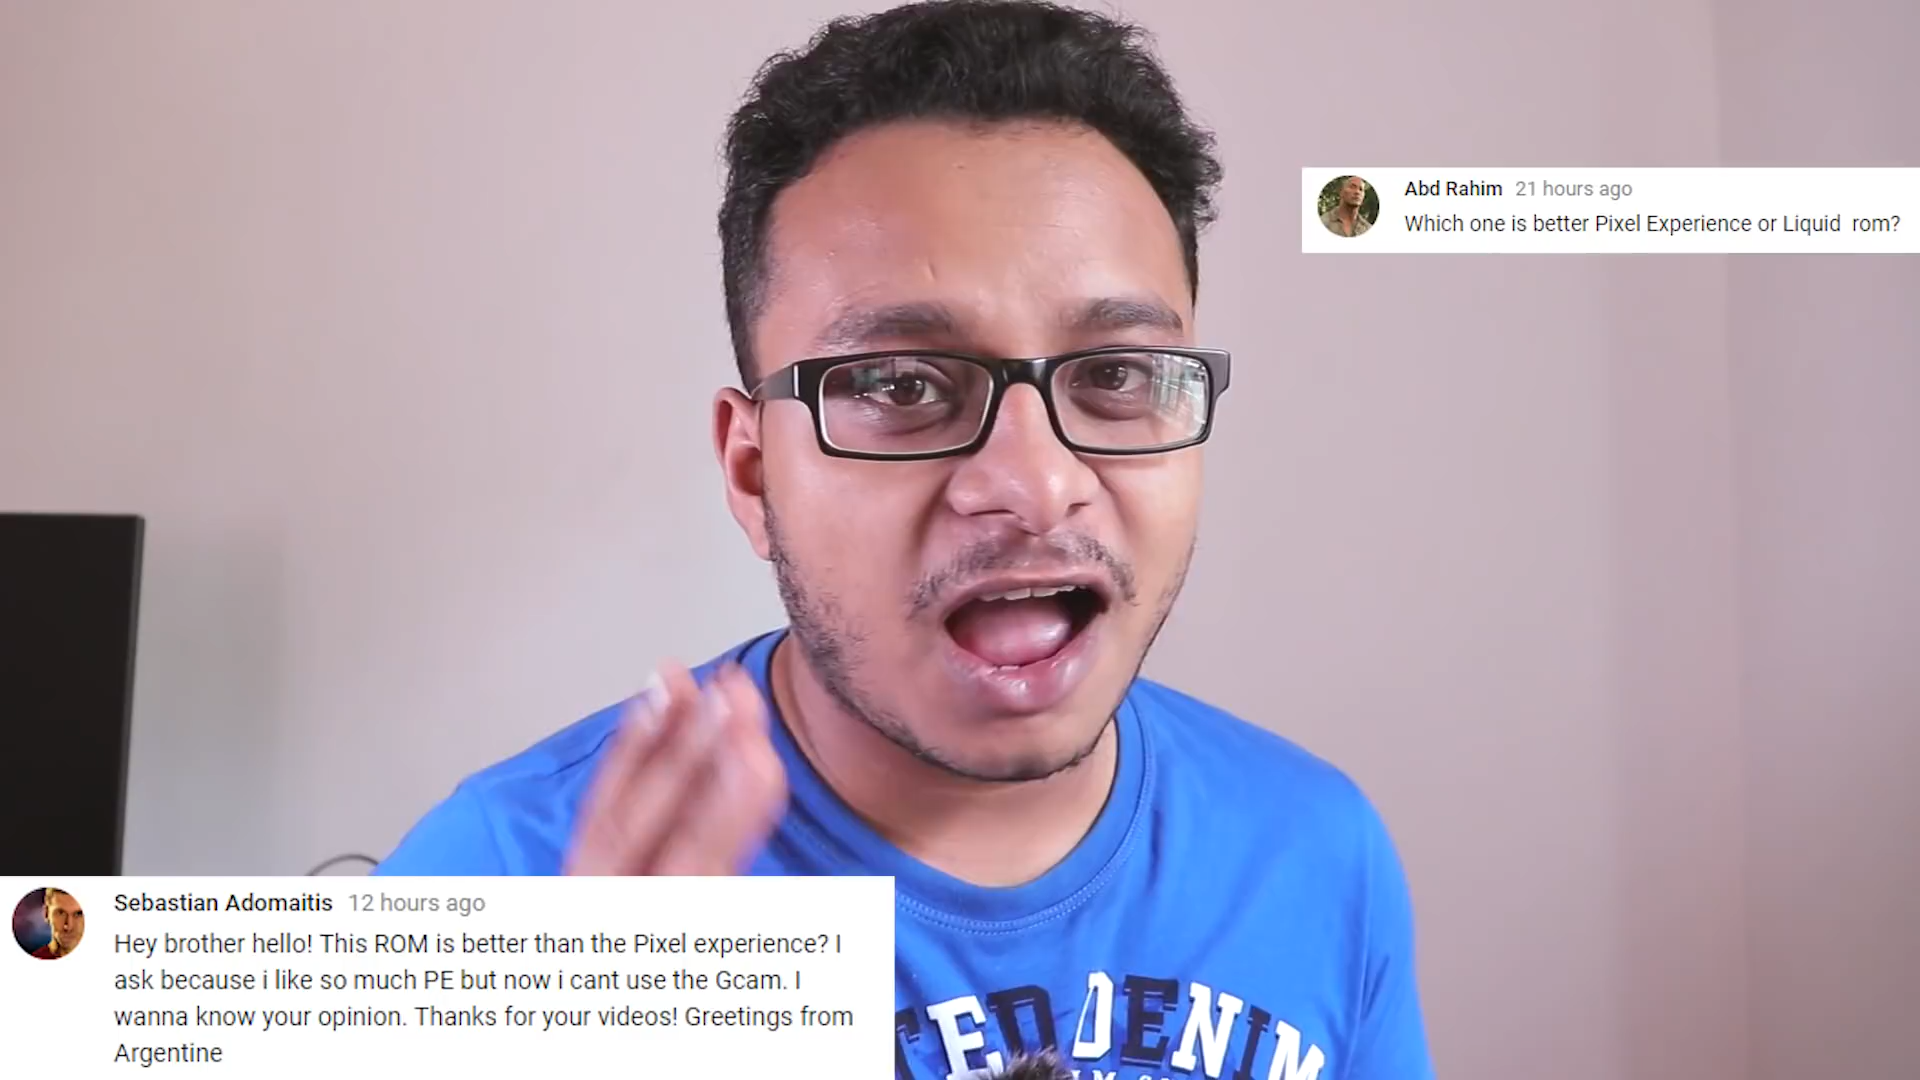 Abd Rahim 21 hours ago
Which one is better Pixel Experience or Liquid rom?
Sebastian Adomaitis 12 hours ago
Hey brother hello! This ROM is better than the Pixel experience? I
ask because i like so much PE but now i cant use the Gcam. I
wanna know your opinion. Thanks for your videos! Greetings from
Argentine
DENIM